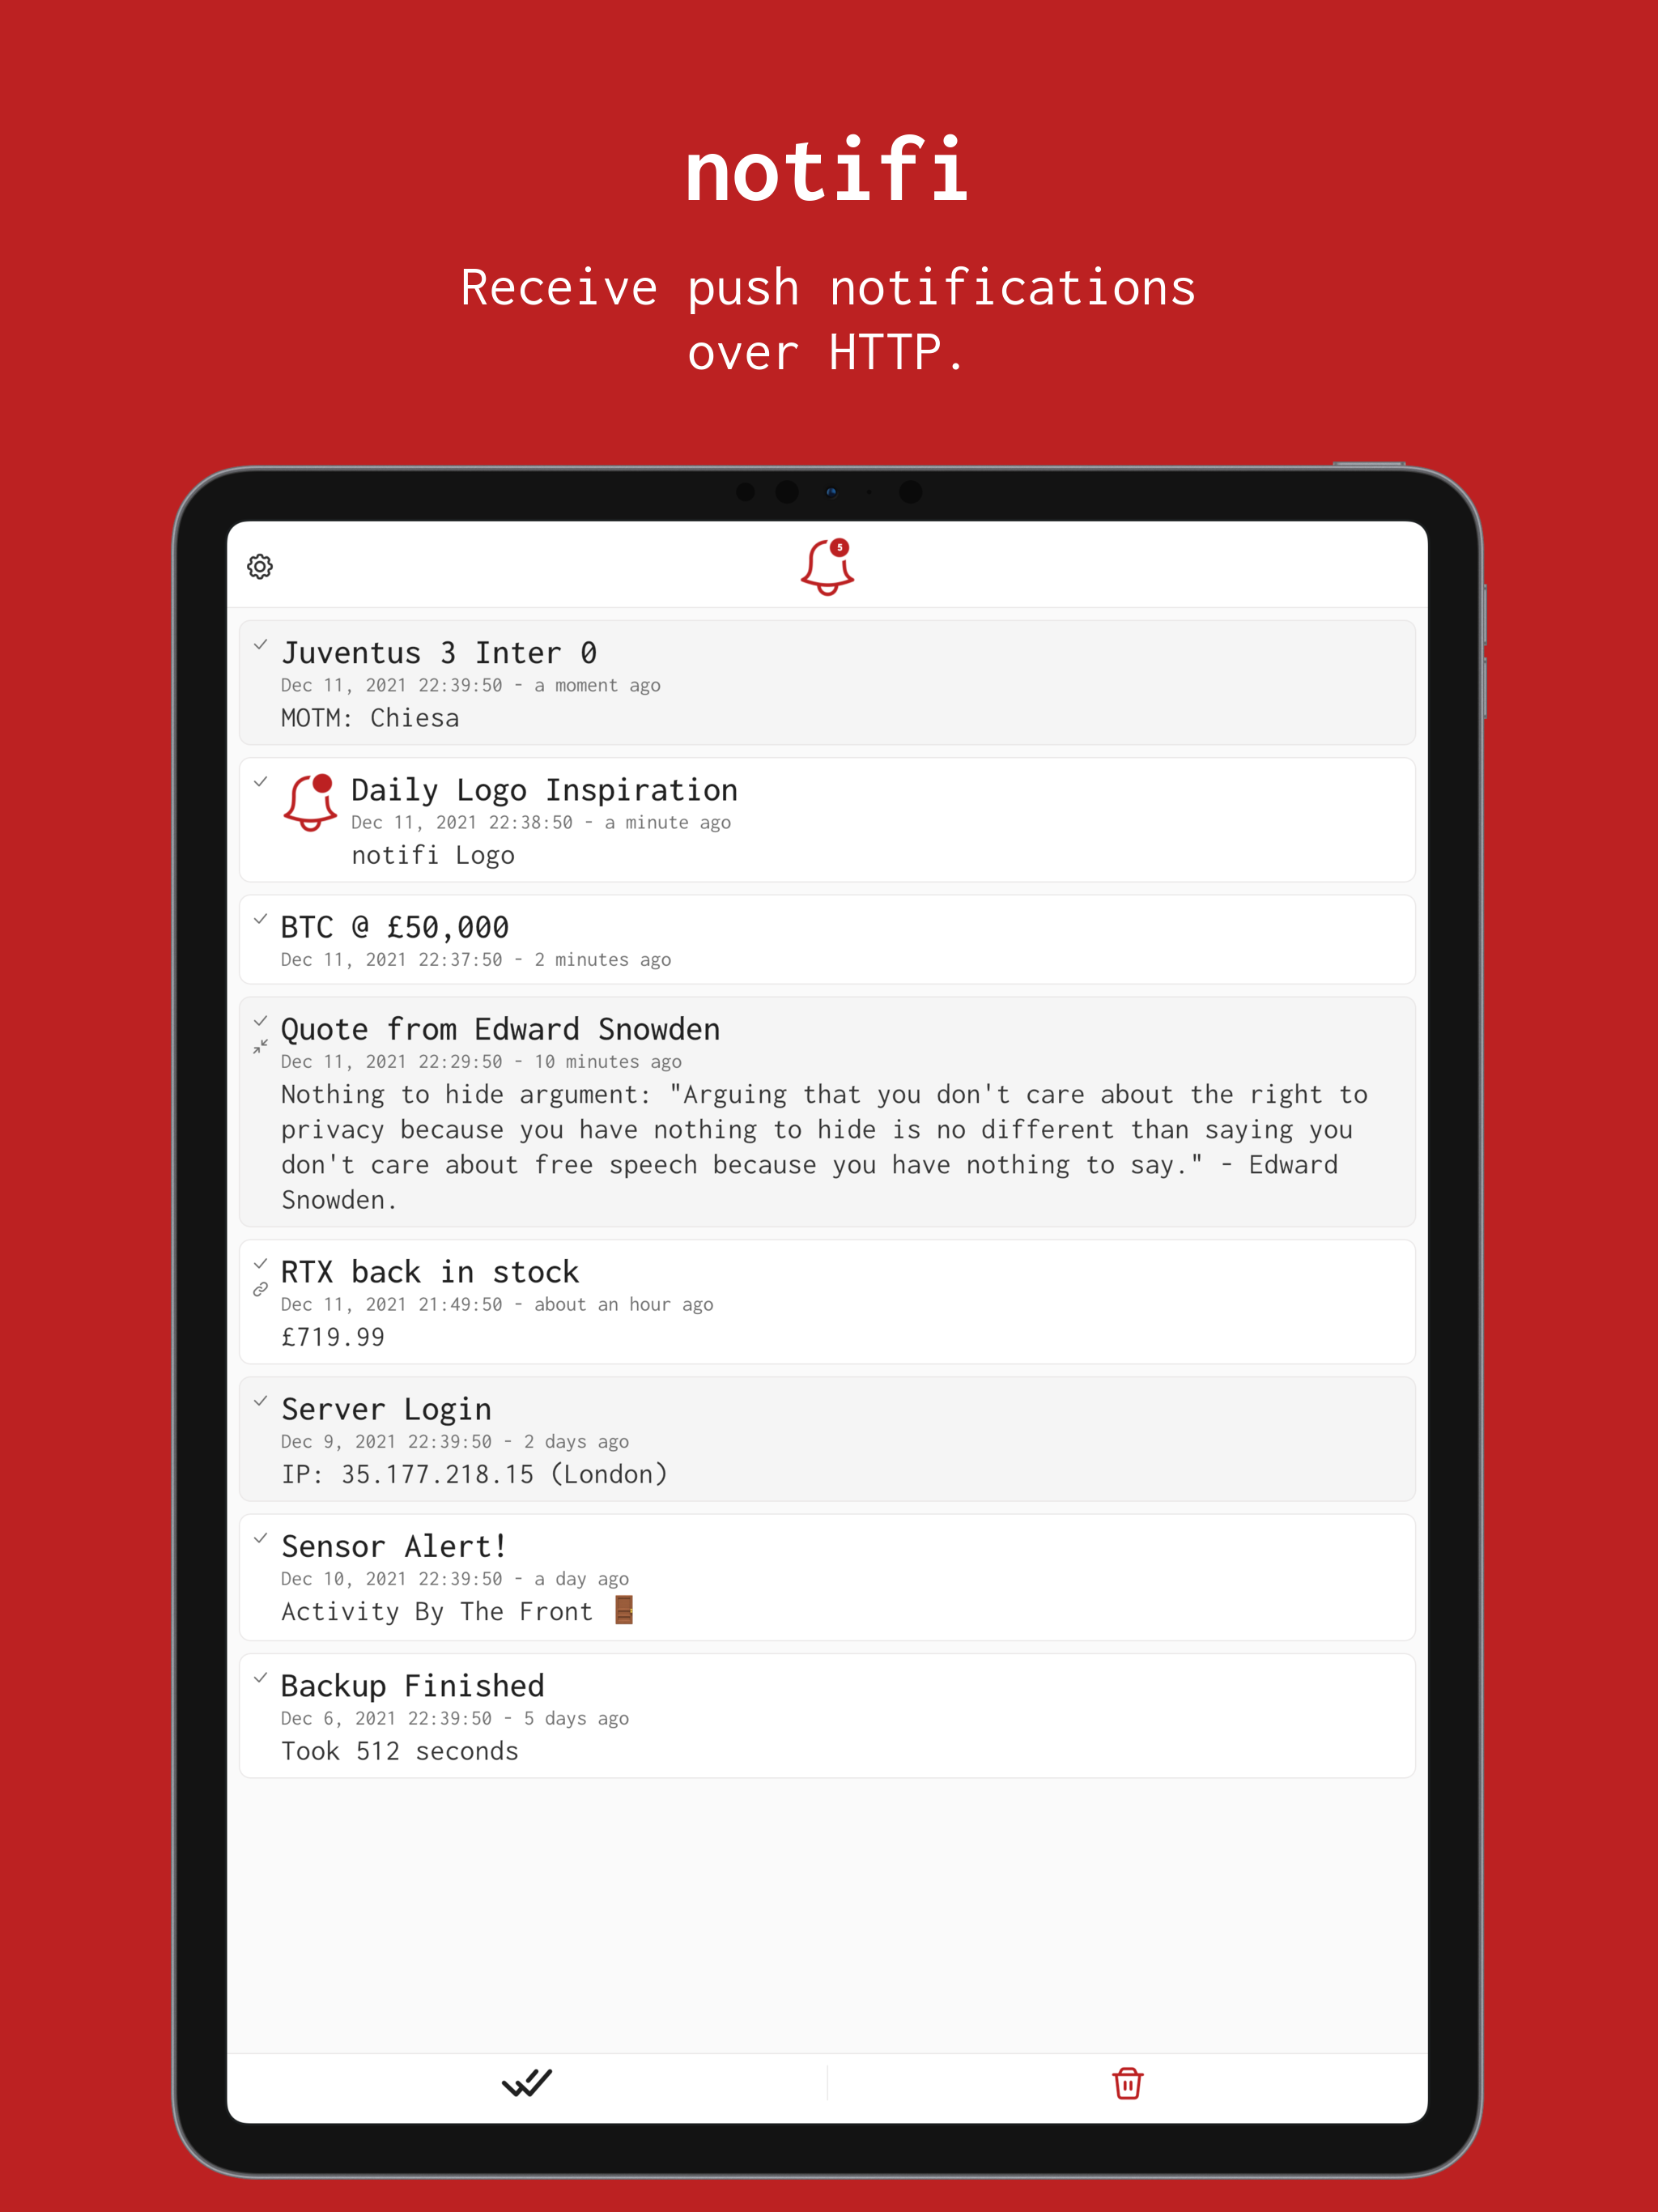 notifi
Receive push notifications
over HTTP.
5
Juventus 3 Inter 0
Dec 11, 2021 22:39:50 - a moment ago
MOTM: Chiesa
Daily Logo Inspiration
Dec 11, 2021 22:38:50 - a minute ago
notifi Logo
BTC @ £50,000
Dec 11, 2021 22:37:50 - 2 minutes ago
Quote from Edward Snowden
Dec 11, 2021 22:29:50 - 10 minutes ago
Nothing to hide argument: "Arguing that you don't care about the right to
privacy because you have nothing to hide is no different than saying you
don't care about free speech because you have nothing to say." - Edward
Snowden.
RTX back in stock
Dec 11, 2021 21:49:50 - about an hour ago
£719.99
Server Login
Dec 9, 2021 22:39:50 - 2 days ago
IP: 35.177.218.15 (London)
Sensor Alert!
Dec 10, 2021 22:39:50 - a day ago
Activity By The Front 🚪
Backup Finished
Dec 6, 2021 22:39:50 - 5 days ago
Took 512 seconds